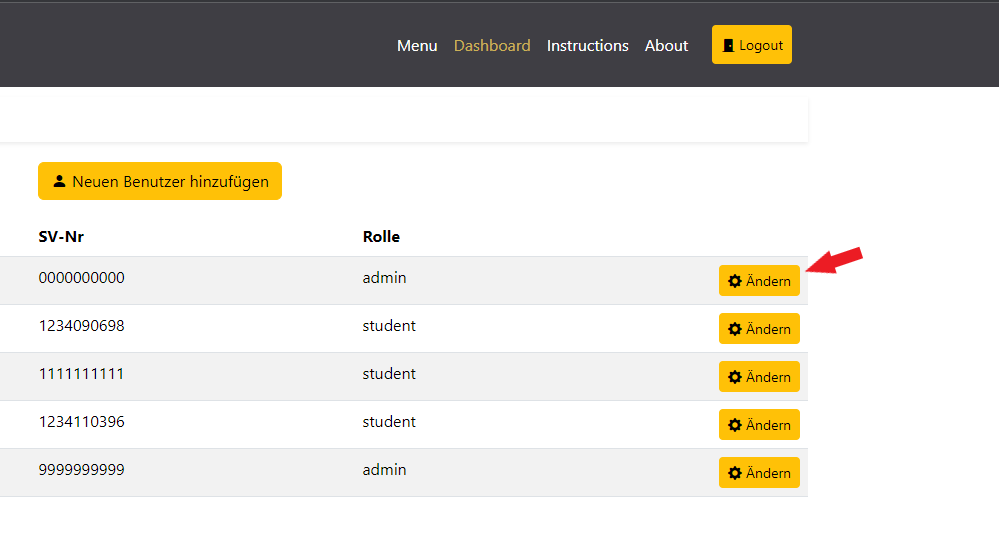 Menu Dashboard Instructions About Logout
Neuen Benutzer hinzufügen
SV-Nr Rolle
0000000000 admin Ändern
1234090698 student Ändern
1111111111 student Ändern
1234110396 student Ändern
9999999999 admin Ändern